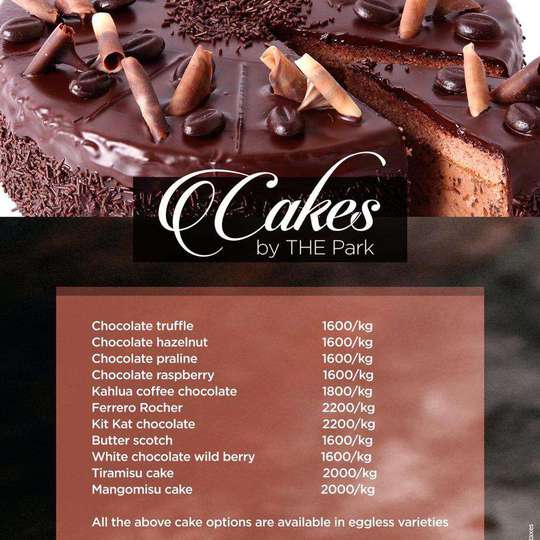 Cakes
by THE Park
Chocolate truffle 1600/kg
Chocolate hazelnut 1600/kg
Chocolate praline 1600/kg
Chocolate raspberry 1600/kg
Kahlua coffee chocolate 1800/kg
Ferrero Rocher 2200/kg
Kit Kat chocolate 2200/kg
Butter scotch 1600/kg
White chocolate wild berry 1600/kg
Tiramisu cake 2000/kg
Mangomisu cake 2000/kg
All the above cake options are available in eggless varieties